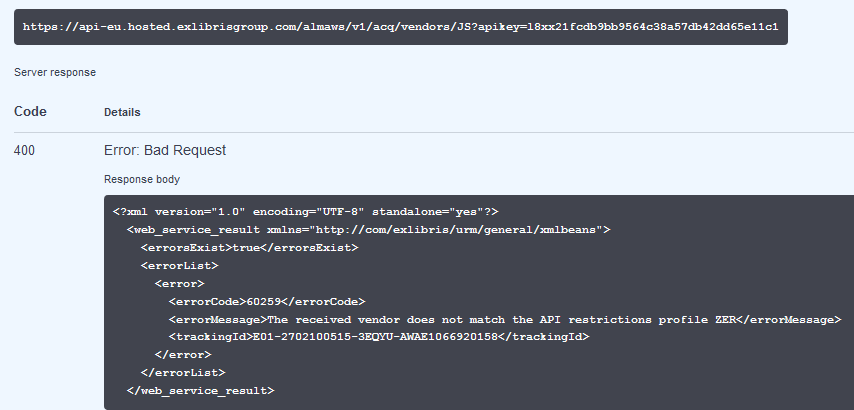 https://api-eu.hosted.exlibrisgroup.com/almaws/v1/acq/vendors/JS?apikey=l8xx21fcdb9bb9564c38a57db42dd65e11c1
Server response
Code Details
400 Error: Bad Request
Response body
<?xml version="1.0" encoding="UTF-8" standalone="yes"?>
<web_service_result xmlns="http://com/exlibris/urm/general/xmlbeans">
<errorsExist>true</errorsExist>
<errorList>
<error>
<errorCode>60259</errorCode>
<errorMessage>The received vendor does not match the API restrictions profile ZER</errorMessage>
<trackingId>E01-2702100515-3EQYU-AWAE1066920158</trackingId>
</error>
</errorList>
</web_service_result>